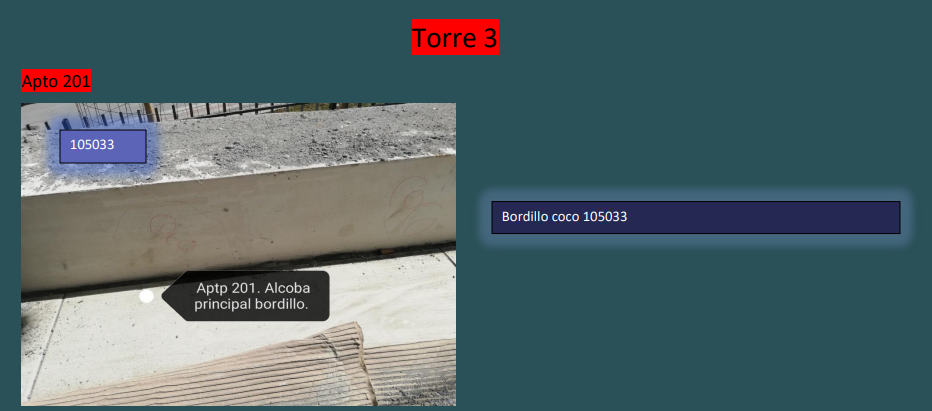 Torre 3
Apto 201
105033
Bordillo coco 105033
Aptp 201. Alcoba
principal bordillo.